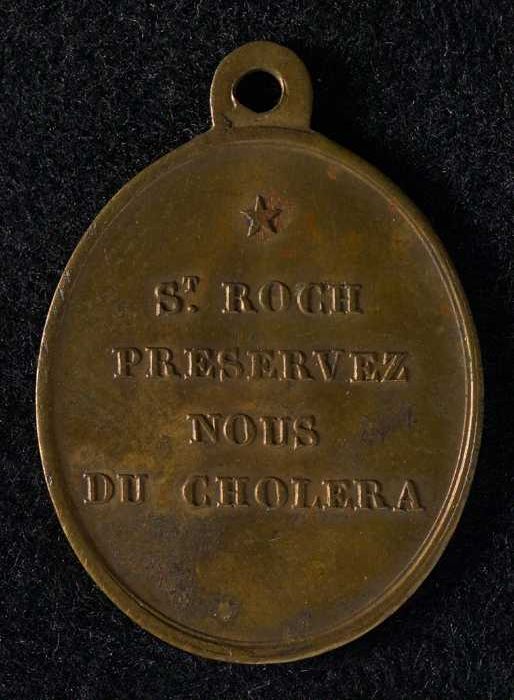 ST. ROCH
PRESERVEZ
NOUS
DU CHOLERA